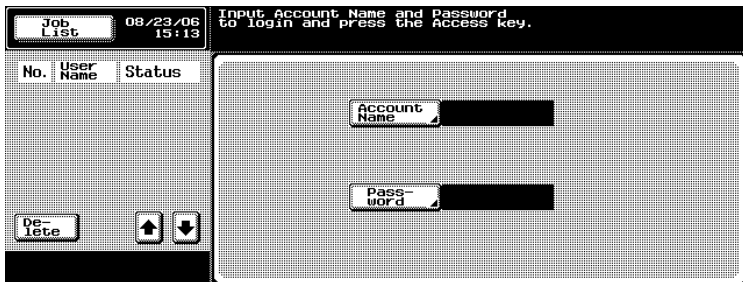 Job
List
08/23/06
15:13
Input Account Name and Password
to login and press the Access key.
No.
User
Name
Status
Account
Name
Pass-
word
De-
lete